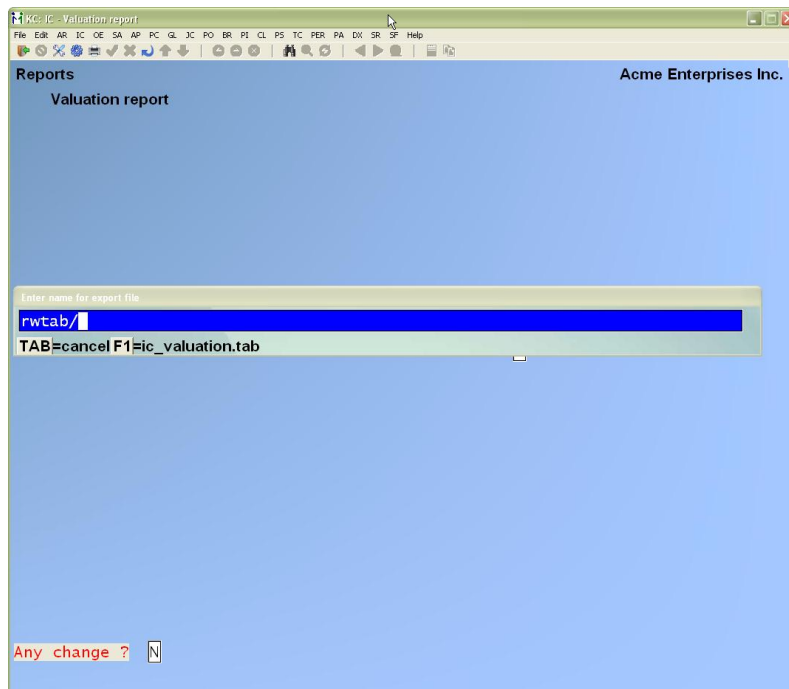 KC: IC - Valuation report
File Edit AR IC OE SA AP PC GL JC PO BR PI CL PS TC PER PA DX SR SF Help
Reports Acme Enterprises Inc.
Valuation report
Enter name for export file
rwtab/
TAB=cancel F1=ic_valuation.tab
Any change ? N